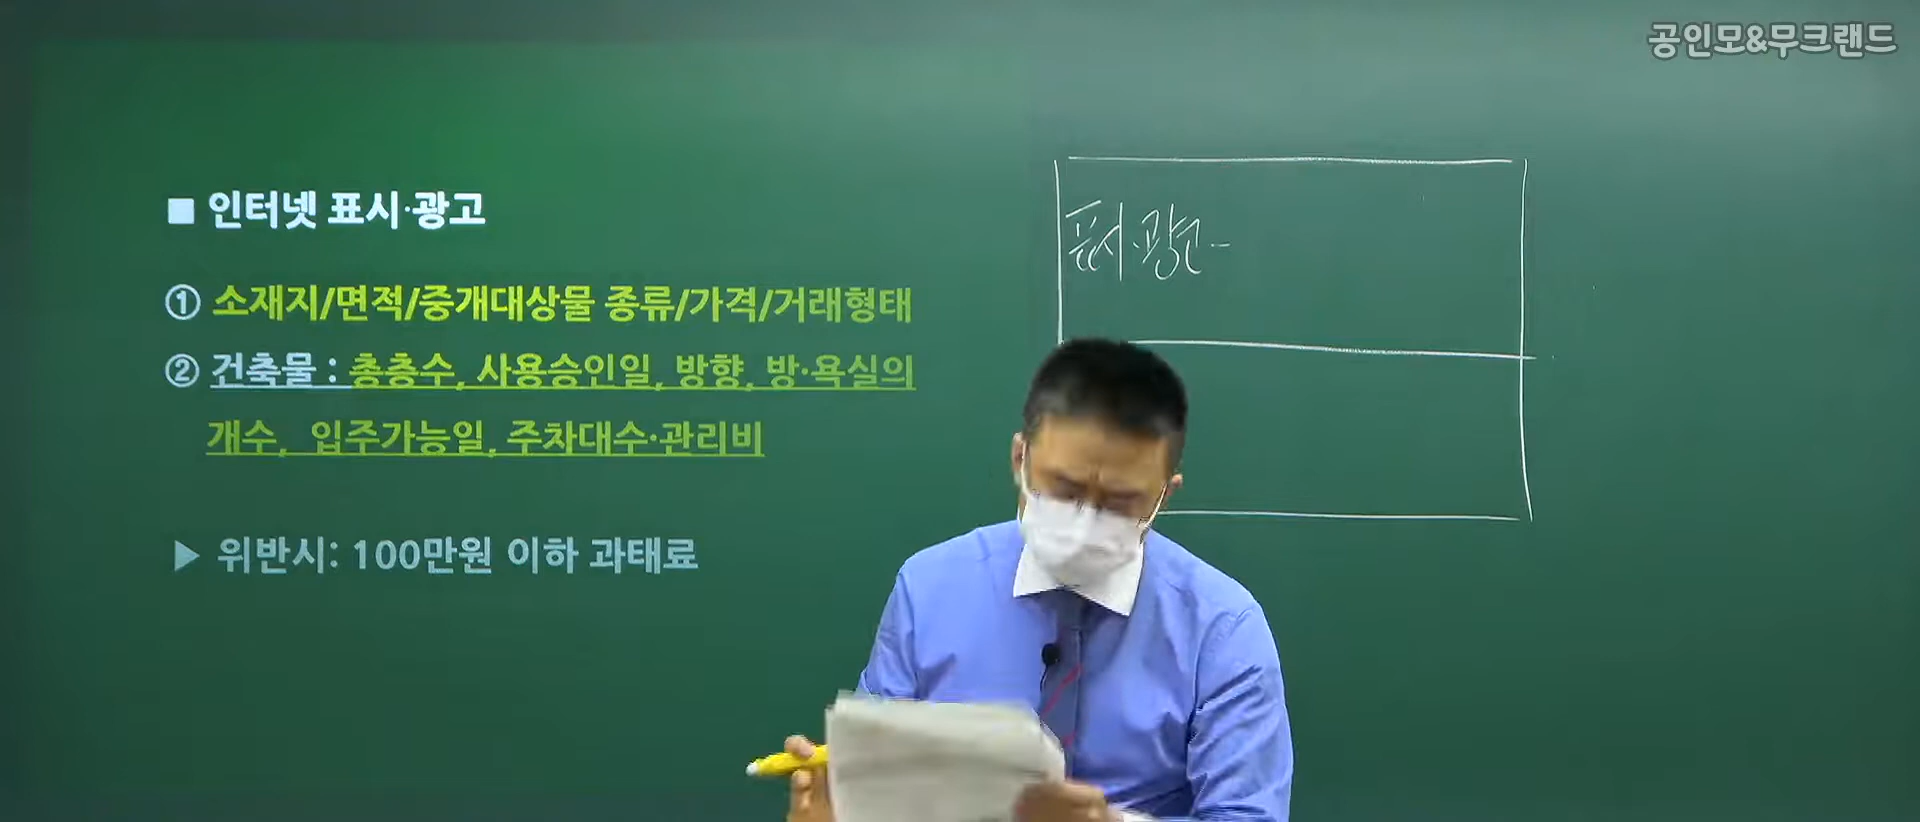 공인모&무크랜드
■ 인터넷 표시·광고
① 소재지/면적/중개대상물 종류/가격/거래형태
② 건축물 : 총층수, 사용승인일, 방향, 방·욕실의
개수, 입주가능일, 주차대수·관리비
▶ 위반시: 100만원 이하 과태료
표시·광고-